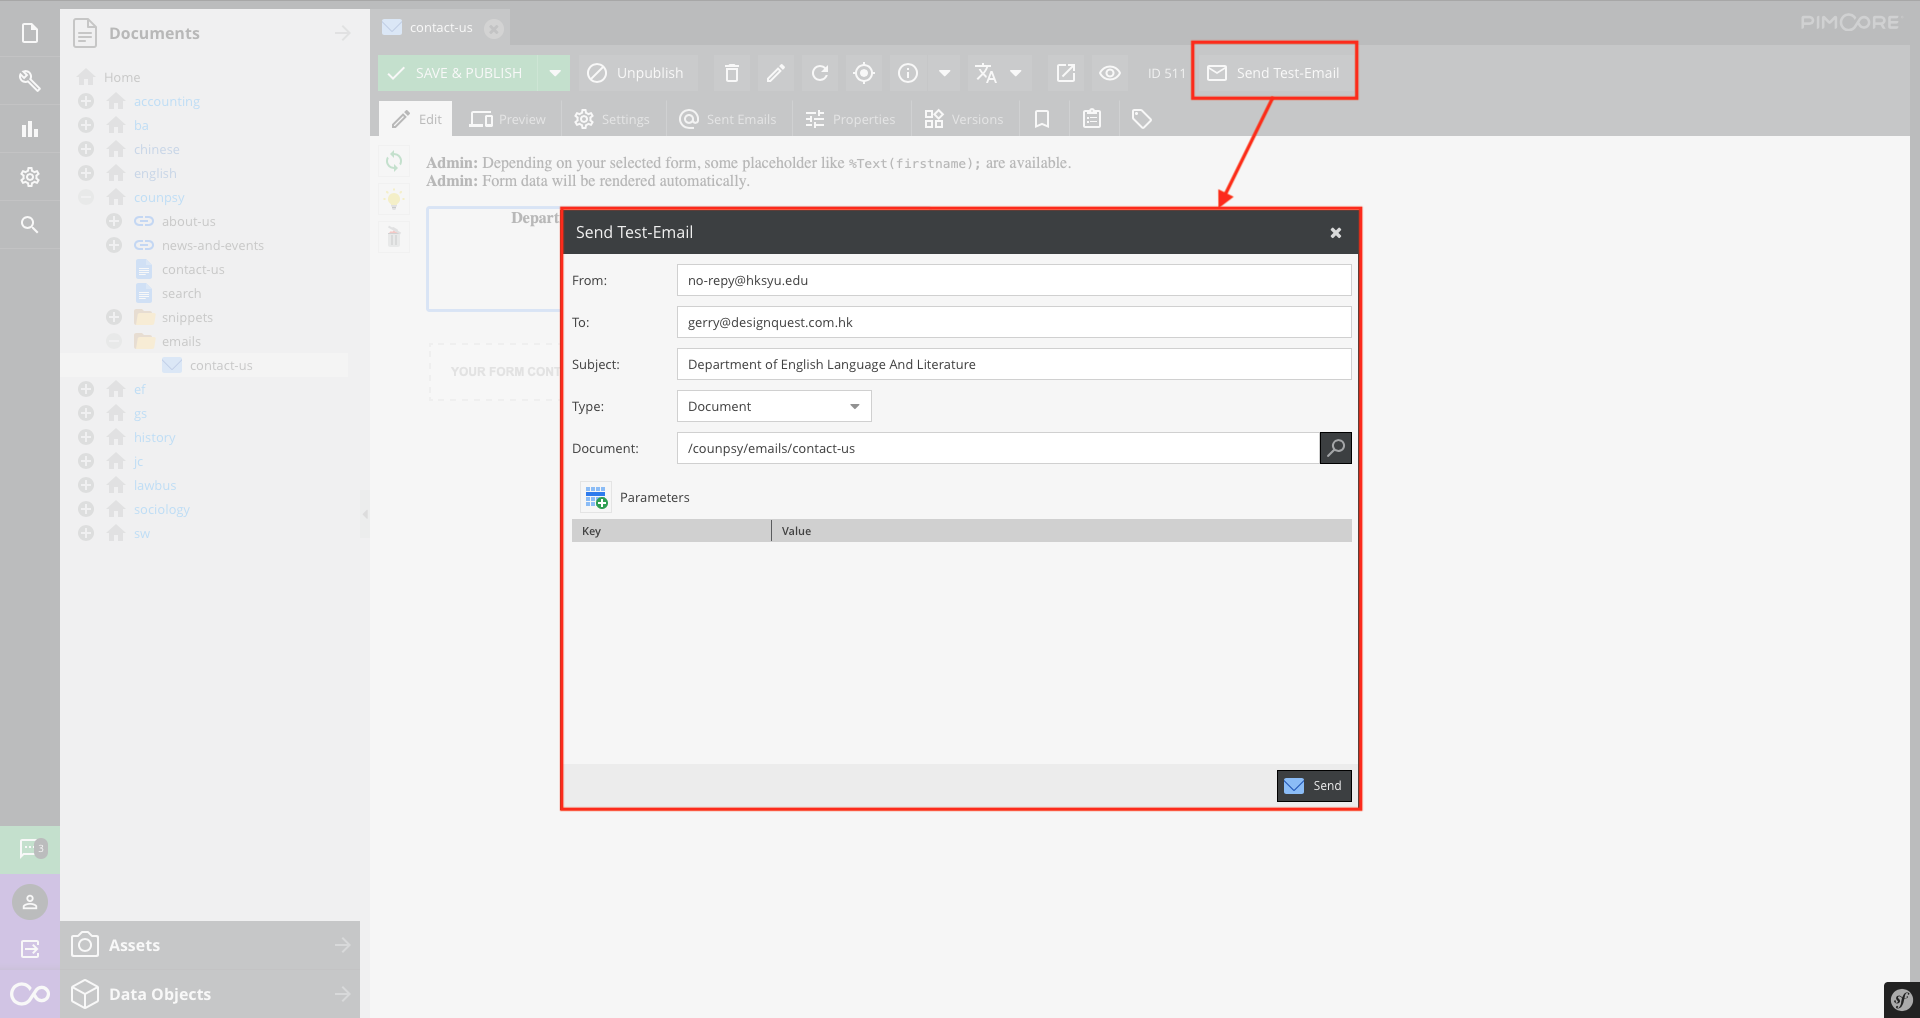 Documents
contact-us
PIMCORE
SAVE & PUBLISH
Unpublish
ID 511
Send Test-Email
Edit
Preview
Settings
Sent Emails
Properties
Versions
Home
accounting
ba
chinese
english
counpsy
about-us
news-and-events
contact-us
search
snippets
emails
contact-us
ef
gs
history
jc
lawbus
sociology
sw
Admin: Depending on your selected form, some placeholder like %Text(firstname); are available.
Admin: Form data will be rendered automatically.
Depart
YOUR FORM CONT
Send Test-Email
From: no-repy@hksyu.edu
To: gerry@designquest.com.hk
Subject: Department of English Language And Literature
Type: Document
Document: /counpsy/emails/contact-us
Parameters
Key Value
Send
3
Assets
Data Objects
sf